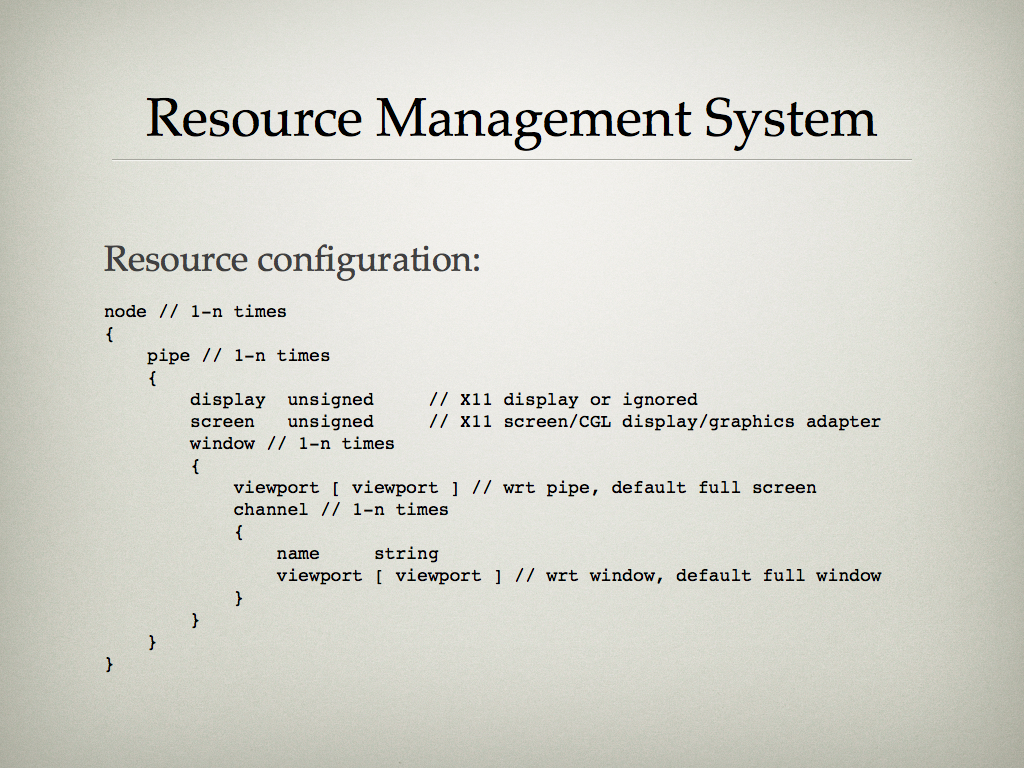 Resource Management System
Resource configuration:
node // 1-n times
{
    pipe // 1-n times
    {
        display  unsigned     // X11 display or ignored
        screen   unsigned     // X11 screen/CGL display/graphics adapter
        window // 1-n times
        {
            viewport [ viewport ] // wrt pipe, default full screen
            channel // 1-n times
            {
                name     string
                viewport [ viewport ] // wrt window, default full window
            }
        }
    }
}